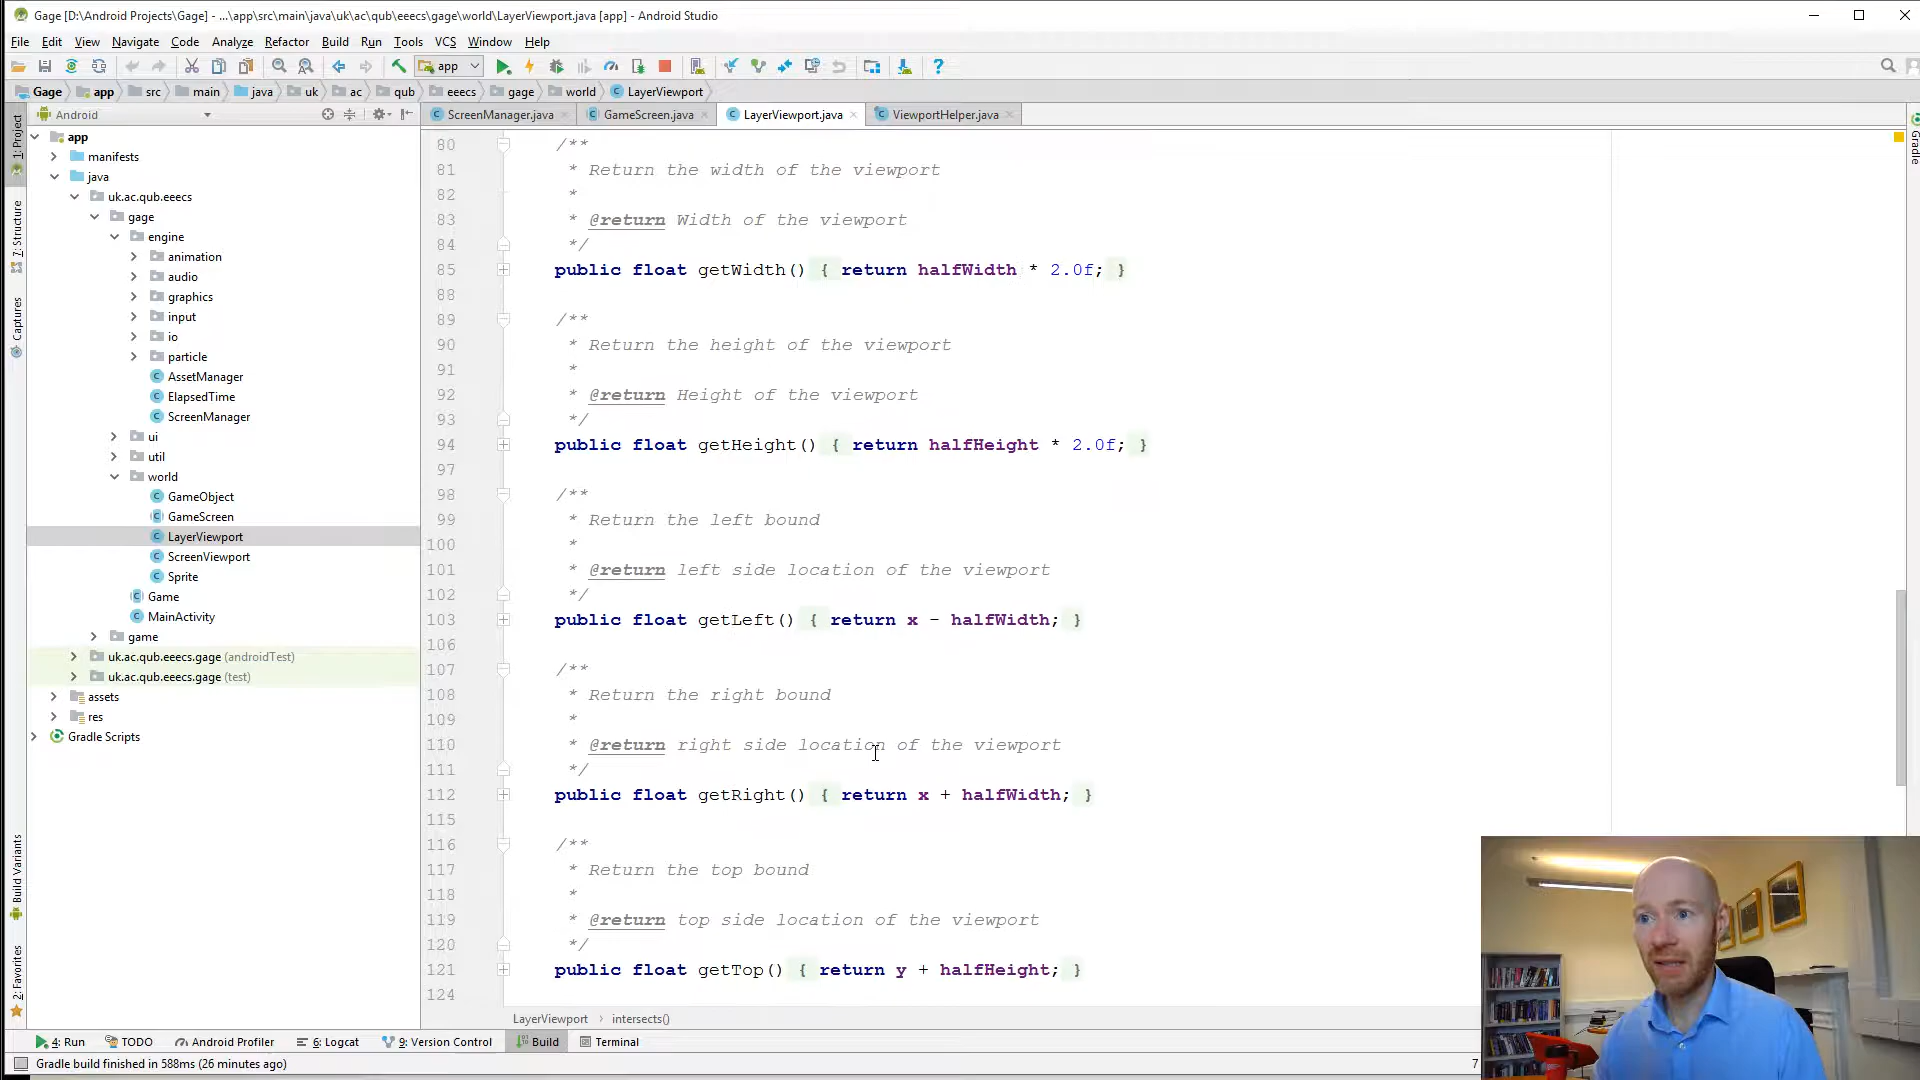 Gage [D:\Android Projects\Gage] - ...\app\src\main\java\uk\ac\qub\eeecs\gage\world\LayerViewport.java [app] - Android Studio
File Edit View Navigate Code Analyze Refactor Build Run Tools VCS Window Help
app
Gage app src main java uk ac qub eeecs gage world LayerViewport
Android
ScreenManager.java GameScreen.java LayerViewport.java ViewportHelper.java
1: Project
7: Structure
Captures
Build Variants
2: Favorites
Gradle
app
manifests
java
uk.ac.qub.eeecs
gage
engine
animation
audio
graphics
input
io
particle
AssetManager
ElapsedTime
ScreenManager
ui
util
world
GameObject
GameScreen
LayerViewport
ScreenViewport
Sprite
Game
MainActivity
game
uk.ac.qub.eeecs.gage (androidTest)
uk.ac.qub.eeecs.gage (test)
assets
res
Gradle Scripts
80 /**
81 * Return the width of the viewport
82 *
83 * @return Width of the viewport
84 */
85 public float getWidth() { return halfWidth * 2.0f; }
88
89 /**
90 * Return the height of the viewport
91 *
92 * @return Height of the viewport
93 */
94 public float getHeight() { return halfHeight * 2.0f; }
97
98 /**
99 * Return the left bound
100 *
101 * @return left side location of the viewport
102 */
103 public float getLeft() { return x - halfWidth; }
106
107 /**
108 * Return the right bound
109 *
110 * @return right side location of the viewport
111 */
112 public float getRight() { return x + halfWidth; }
115
116 /**
117 * Return the top bound
118 *
119 * @return top side location of the viewport
120 */
121 public float getTop() { return y + halfHeight; }
124
LayerViewport intersects()
4: Run TODO Android Profiler 6: Logcat 9: Version Control Build Terminal
Gradle build finished in 588ms (26 minutes ago)
7